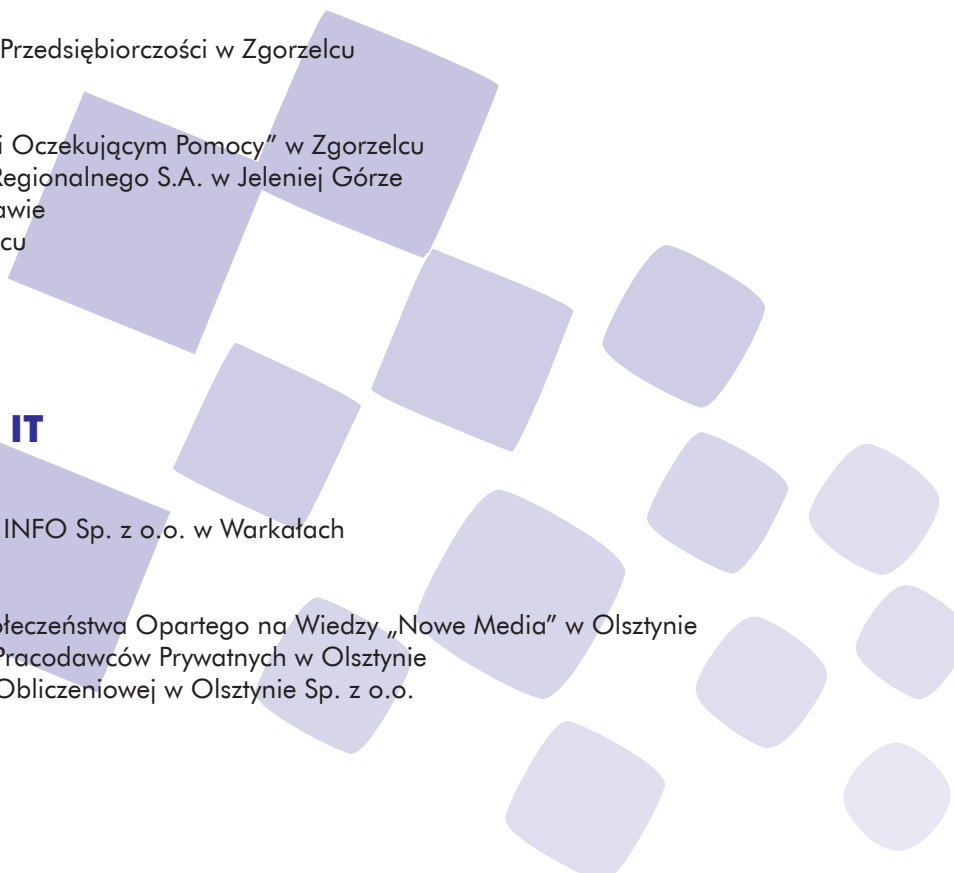 Przedsiębiorczości w Zgorzelcu
i Oczekującym Pomocy” w Zgorzelcu
Regionalnego S.A. w Jeleniej Górze
awie
cu
IT
INFO Sp. z o.o. w Warkałach
ołeczeństwa Opartego na Wiedzy „Nowe Media” w Olsztynie
Pracodawców Prywatnych w Olsztynie
Obliczeniowej w Olsztynie Sp. z o.o.